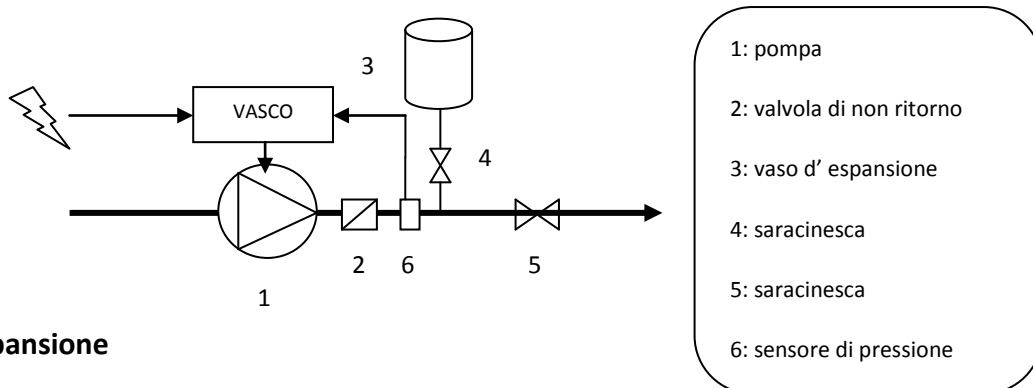 3
VASCO
4
2
6
5
1
1: pompa
2: valvola di non ritorno
3: vaso d’ espansione
4: saracinesca
5: saracinesca
6: sensore di pressione
pansione